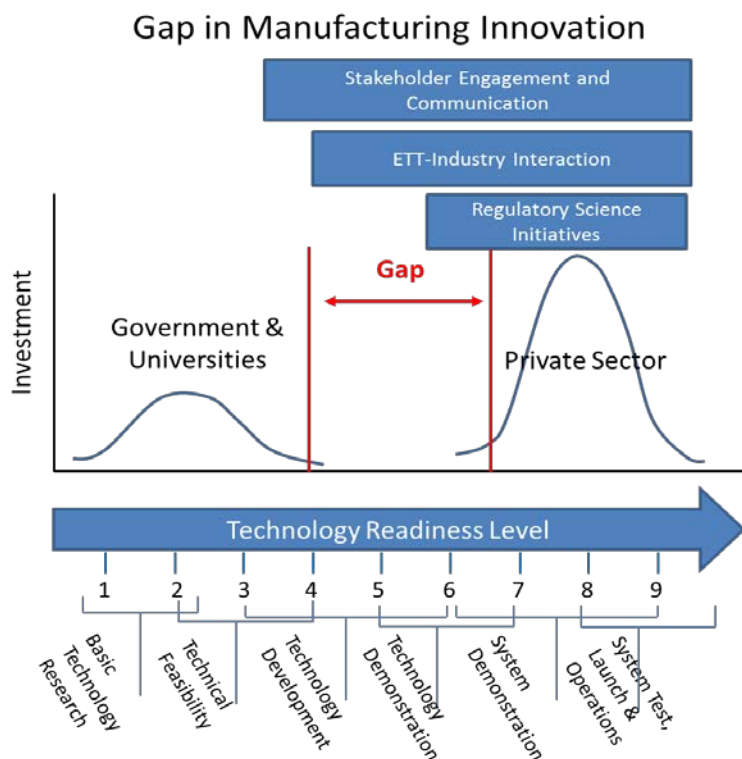 Gap in Manufacturing Innovation
Stakeholder Engagement and
Communication
ETT-Industry Interaction
Regulatory Science
Initiatives
Gap
Investment
Government &
Universities
Private Sector
Technology Readiness Level
1 2 3 4 5 6 7 8 9
Basic
Technology
Research
Technical
Feasibility
Technology
Development
Technology
Demonstration
System
Demonstration
System Test,
Launch &
Operations